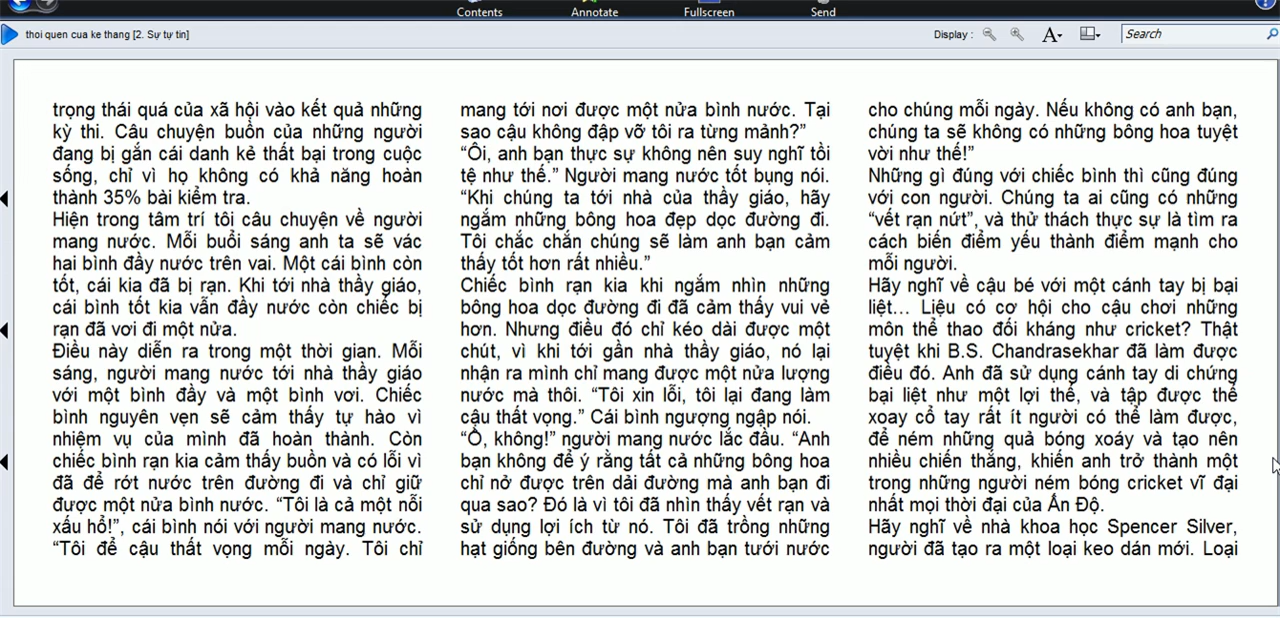 Contents
Annotate
Fullscreen
Send
thoi quen cua ke thang [2. Sự tự tin]
Display :
A
Search
trọng thái quá của xã hội vào kết quả những
kỳ thi. Câu chuyện buồn của những người
đang bị gắn cái danh kẻ thất bại trong cuộc
sống, chỉ vì họ không có khả năng hoàn
thành 35% bài kiểm tra.
Hiện trong tâm trí tôi câu chuyện về người
mang nước. Mỗi buổi sáng anh ta sẽ vác
hai bình đầy nước trên vai. Một cái bình còn
tốt, cái kia đã bị rạn. Khi tới nhà thầy giáo,
cái bình tốt kia vẫn đầy nước còn chiếc bị
rạn đã vơi đi một nửa.
Điều này diễn ra trong một thời gian. Mỗi
sáng, người mang nước tới nhà thầy giáo
với một bình đầy và một bình vơi. Chiếc
bình nguyên vẹn sẽ cảm thấy tự hào vì
nhiệm vụ của mình đã hoàn thành. Còn
chiếc bình rạn kia cảm thấy buồn và có lỗi vì
đã để rớt nước trên đường đi và chỉ giữ
được một nửa bình nước. “Tôi là cả một nỗi
xấu hổ!”, cái bình nói với người mang nước.
“Tôi để cậu thất vọng mỗi ngày. Tôi chỉ
mang tới nơi được một nửa bình nước. Tại
sao cậu không đập vỡ tôi ra từng mảnh?”
“Ôi, anh bạn thực sự không nên suy nghĩ tồi
tệ như thế.” Người mang nước tốt bụng nói.
“Khi chúng ta tới nhà của thầy giáo, hãy
ngắm những bông hoa đẹp dọc đường đi.
Tôi chắc chắn chúng sẽ làm anh bạn cảm
thấy tốt hơn rất nhiều.”
Chiếc bình rạn kia khi ngắm nhìn những
bông hoa dọc đường đi đã cảm thấy vui vẻ
hơn. Nhưng điều đó chỉ kéo dài được một
chút, vì khi tới gần nhà thầy giáo, nó lại
nhận ra mình chỉ mang được một nửa lượng
nước mà thôi. “Tôi xin lỗi, tôi lại đang làm
cậu thất vọng.” Cái bình ngượng ngập nói.
“Ồ, không!” người mang nước lắc đầu. “Anh
bạn không để ý rằng tất cả những bông hoa
chỉ nở được trên dải đường mà anh bạn đi
qua sao? Đó là vì tôi đã nhìn thấy vết rạn và
sử dụng lợi ích từ nó. Tôi đã trồng những
hạt giống bên đường và anh bạn tưới nước
cho chúng mỗi ngày. Nếu không có anh bạn,
chúng ta sẽ không có những bông hoa tuyệt
vời như thế!”
Những gì đúng với chiếc bình thì cũng đúng
với con người. Chúng ta ai cũng có những
“vết rạn nứt”, và thử thách thực sự là tìm ra
cách biến điểm yếu thành điểm mạnh cho
mỗi người.
Hãy nghĩ về cậu bé với một cánh tay bị bại
liệt... Liệu có cơ hội cho cậu chơi những
môn thể thao đối kháng như cricket? Thật
tuyệt khi B.S. Chandrasekhar đã làm được
điều đó. Anh đã sử dụng cánh tay di chứng
bại liệt như một lợi thế, và tập được thế
xoay cổ tay rất ít người có thể làm được,
để ném những quả bóng xoáy và tạo nên
nhiều chiến thắng, khiến anh trở thành một
trong những người ném bóng cricket vĩ đại
nhất mọi thời đại của Ấn Độ.
Hãy nghĩ về nhà khoa học Spencer Silver,
người đã tạo ra một loại keo dán mới. Loại